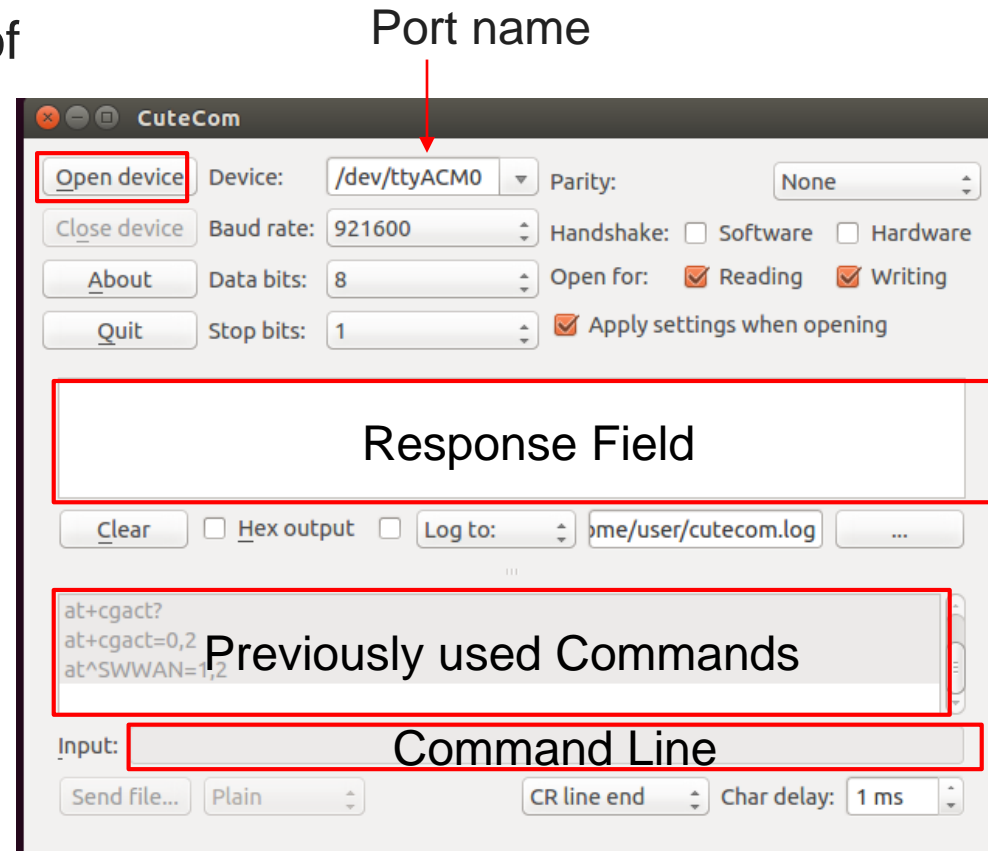 of
Port name
CuteCom
Open device Device: /dev/ttyACM0 Parity: None
Close device Baud rate: 921600 Handshake: Software Hardware
About Data bits: 8 Open for: Reading Writing
Quit Stop bits: 1 Apply settings when opening
Response Field
Clear Hex output Log to: ome/user/cutecom.log ...
at+cgact?
at+cgact=0,2
at^SWWAN=1,2
Previously used Commands
Input: Command Line
Send file... Plain CR line end Char delay: 1 ms